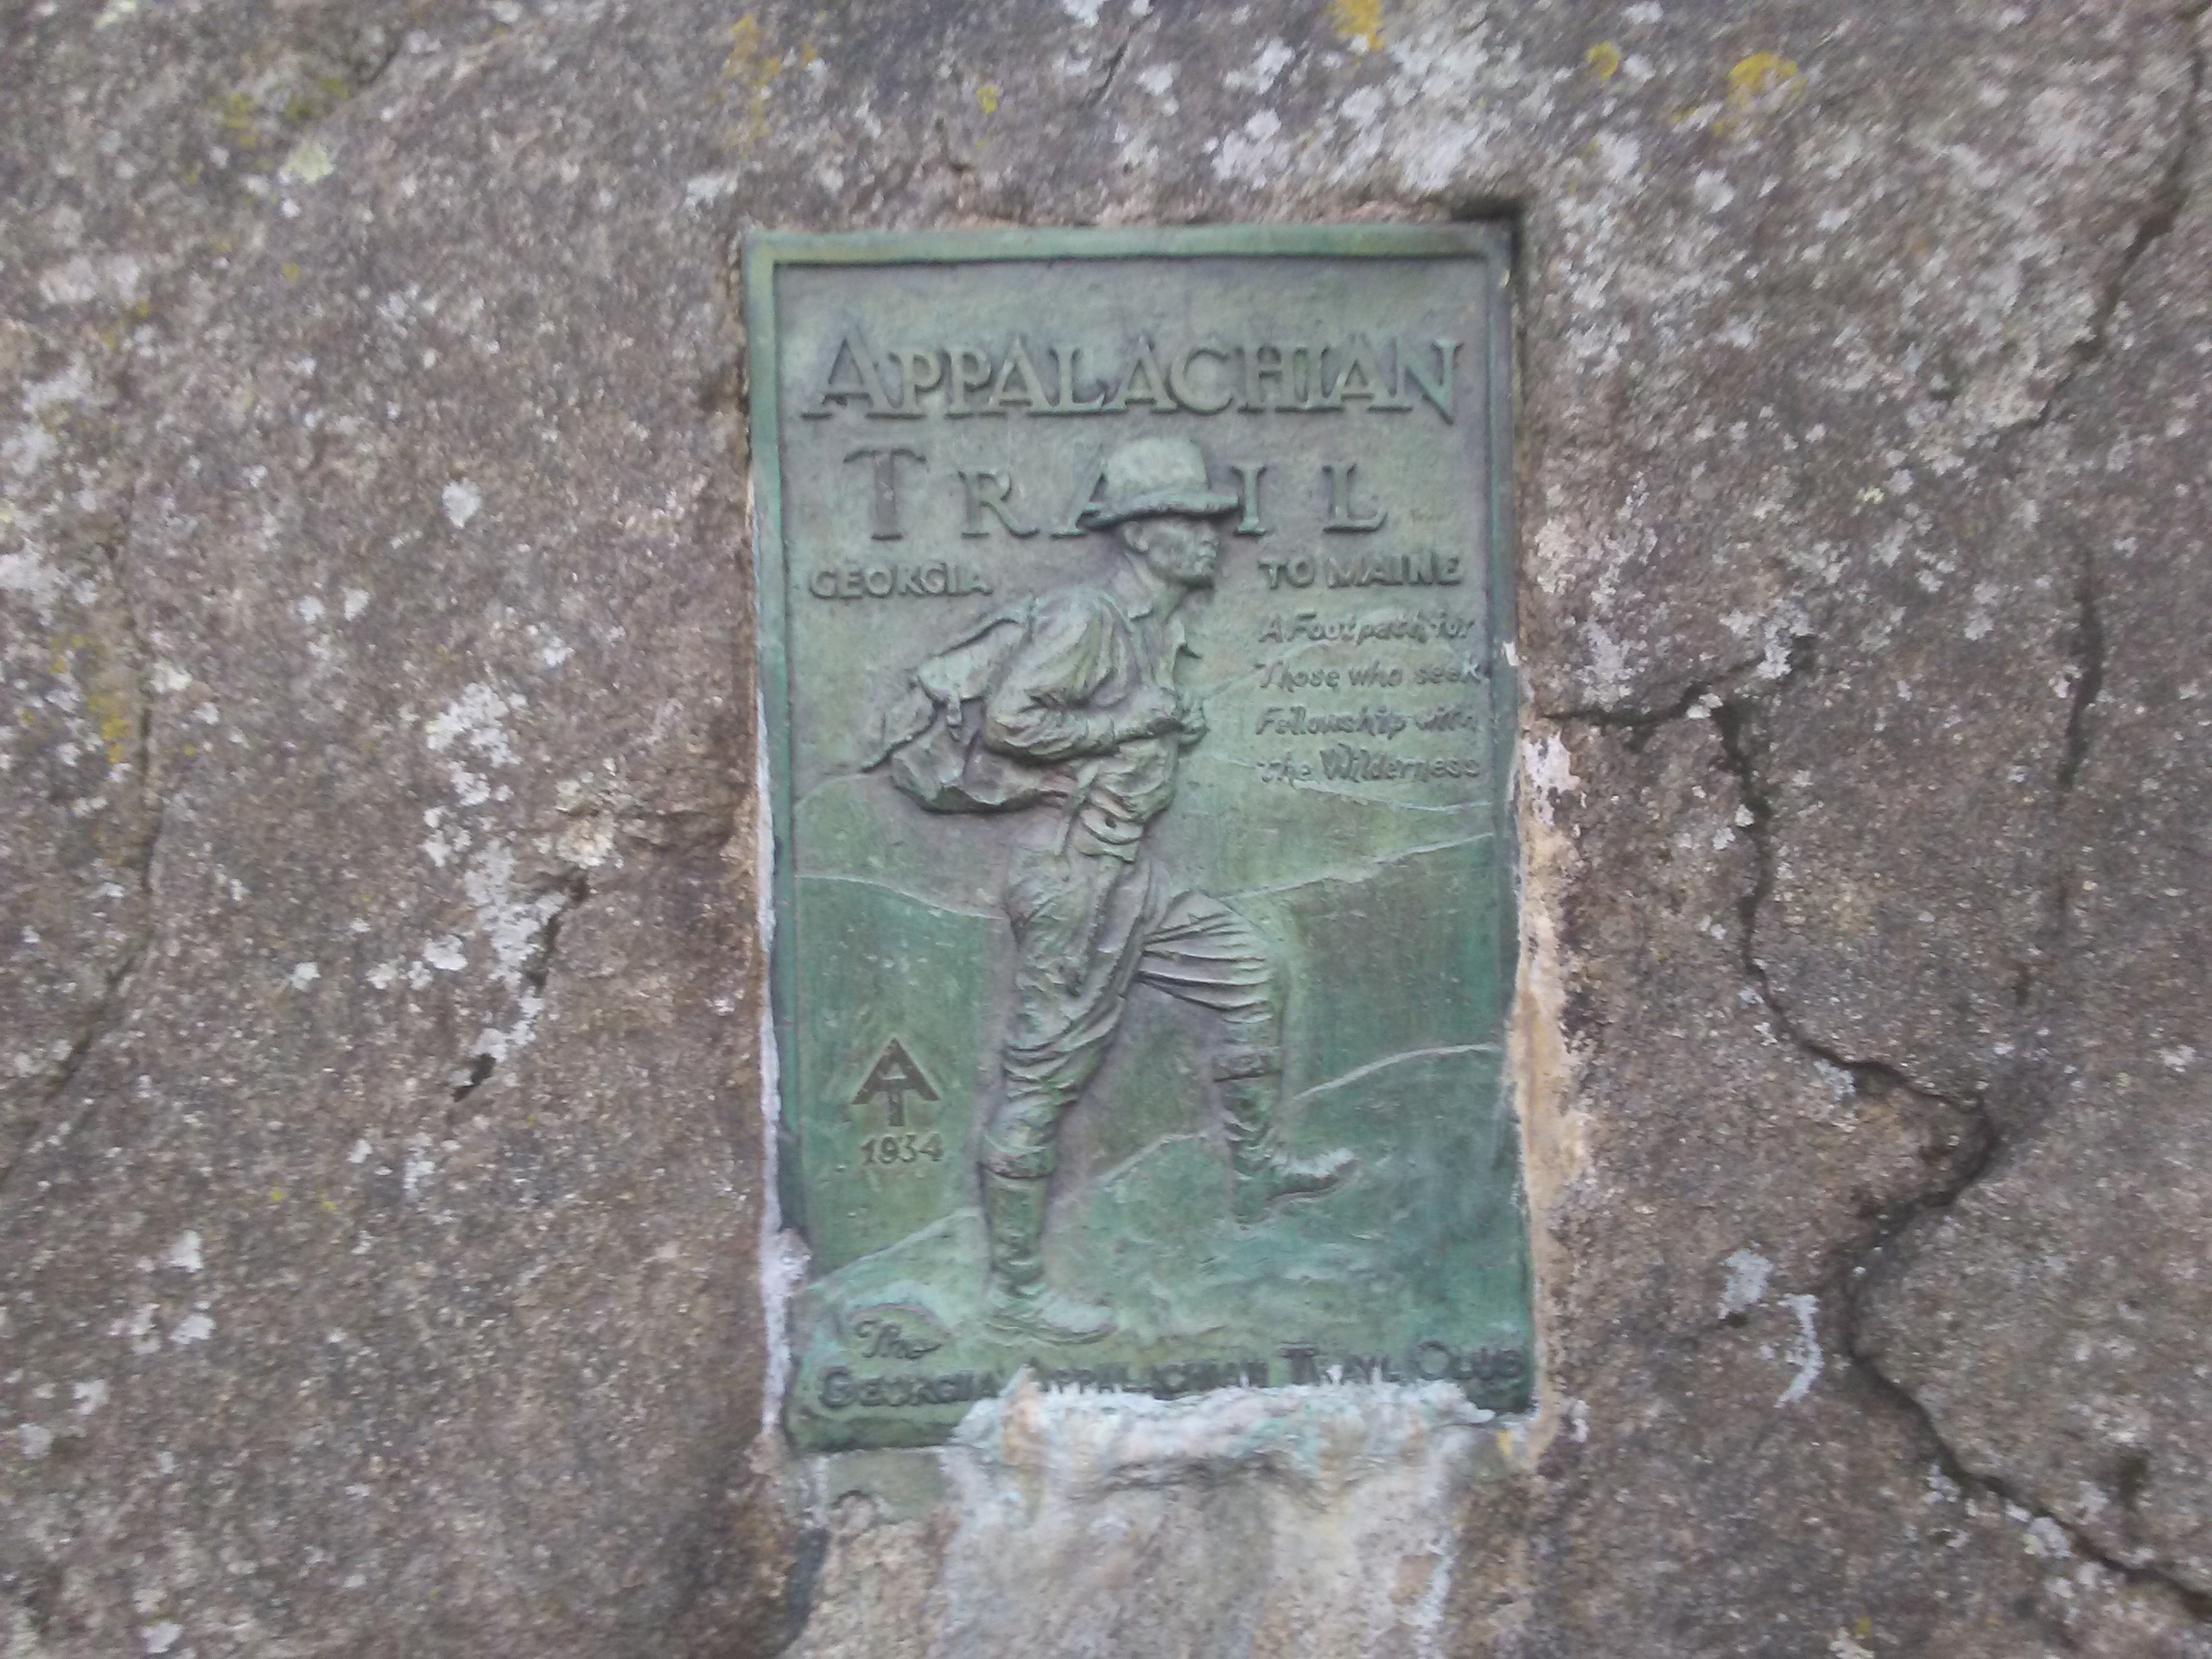 APPALACHIAN
TRAIL
GEORGIA TO MAINE
A Footpath for
Those who seek
Fellowship with
the Wilderness
AT
1934
The
GEORGIA APPALACHIAN TRAIL CLUB